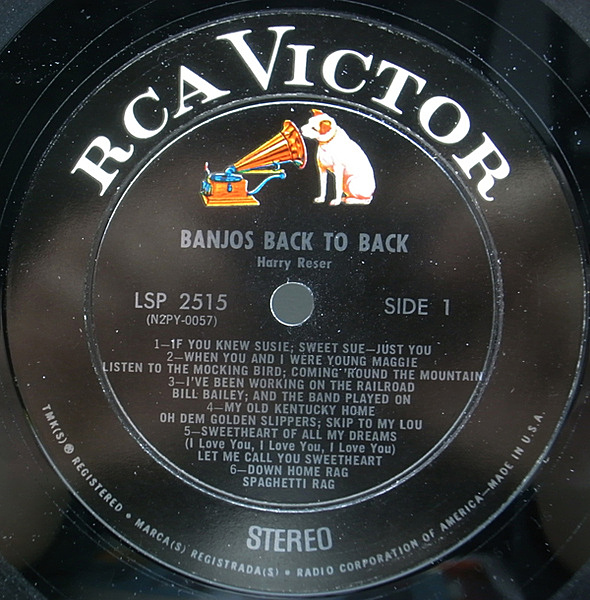 RCA VICTOR
BANJOS BACK TO BACK
Harry Reser
LSP 2515
(N2PY-0057)
SIDE 1
1—IF YOU KNEW SUSIE; SWEET SUE—JUST YOU
2—WHEN YOU AND I WERE YOUNG MAGGIE
LISTEN TO THE MOCKING BIRD; COMING 'ROUND THE MOUNTAIN
3—I'VE BEEN WORKING ON THE RAILROAD
BILL BAILEY; AND THE BAND PLAYED ON
4—MY OLD KENTUCKY HOME
OH DEM GOLDEN SLIPPERS; SKIP TO MY LOU
5—SWEETHEART OF ALL MY DREAMS
(I Love You, I Love You, I Love You)
LET ME CALL YOU SWEETHEART
6—DOWN HOME RAG
SPAGHETTI RAG
STEREO
TMK(S) ® REGISTERED • MARCA(S) REGISTRADA(S) • RADIO CORPORATION OF AMERICA—MADE IN U.S.A.